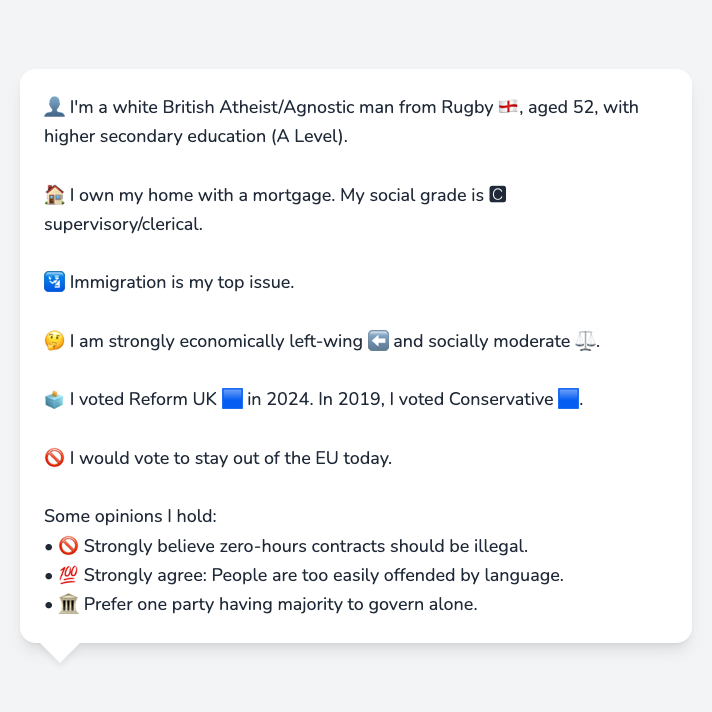 👤 I'm a white British Atheist/Agnostic man from Rugby 🏴󠁧󠁢󠁥󠁮󠁧󠁿, aged 52, with
higher secondary education (A Level).
🏠 I own my home with a mortgage. My social grade is 🅲
supervisory/clerical.
🛂 Immigration is my top issue.
🤔 I am strongly economically left-wing ⬅️ and socially moderate ⚖️.
🗳️ I voted Reform UK 🟦 in 2024. In 2019, I voted Conservative 🟦.
🚫 I would vote to stay out of the EU today.
Some opinions I hold:
• 🚫 Strongly believe zero-hours contracts should be illegal.
• 💯 Strongly agree: People are too easily offended by language.
• 🏛️ Prefer one party having majority to govern alone.